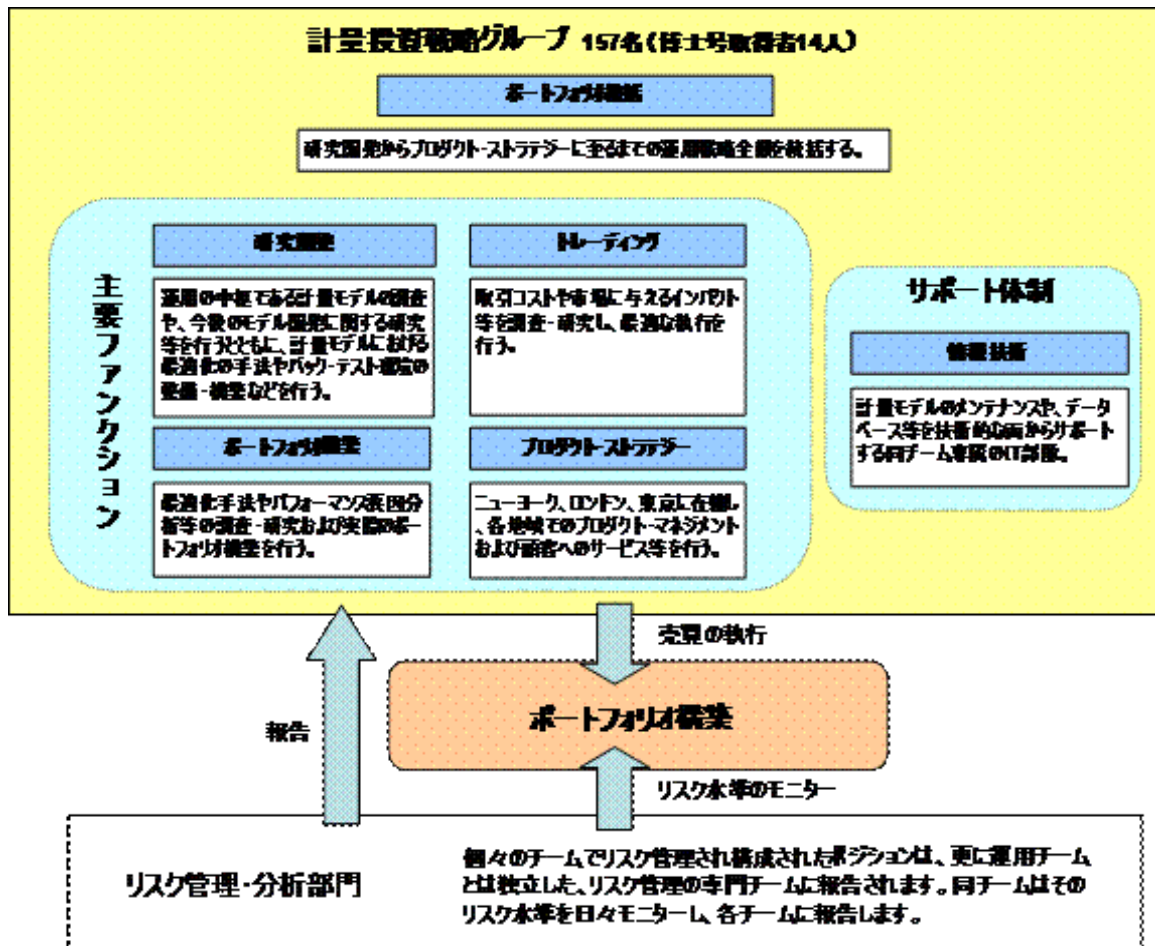 計量投資戦略グループ 157名(博士号取得者14人)
ポートフォリオ統括
研究開発からプロダクト・ストラテジーに至るまでの運用戦略全般を統括する。
主要ファンクション
研究開発
運用の中枢である計量モデルの調査
や、今後のモデル開発に関する研究
等を行うとともに、計量モデルにおける
最適化の手法やバック・テスト環境の
整備・構築などを行う。
トレーディング
取引コストや市場に与えるインパクト
等を調査・研究し、最適な執行を
行う。
ポートフォリオ構築
最適化手法やパフォーマンス要因分
析等の調査・研究および実際のポー
トフォリオ構築を行う。
プロダクト・ストラテジー
ニューヨーク、ロンドン、東京に在籍し
、各地域でのプロダクト・マネジメント
および顧客へのサービス等を行う。
サポート体制
情報技術
計量モデルのメンテナンスや、データ
ベース等を技術的な面からサポート
する同チーム専属のIT部隊。
売買の執行
報告
ポートフォリオ構築
リスク水準のモニター
リスク管理・分析部門
個々のチームでリスク管理され構成されたポジションは、更に運用チーム
とは独立した、リスク管理の専門チームに報告されます。同チームはその
リスク水準を日々モニターし、各チームに報告します。